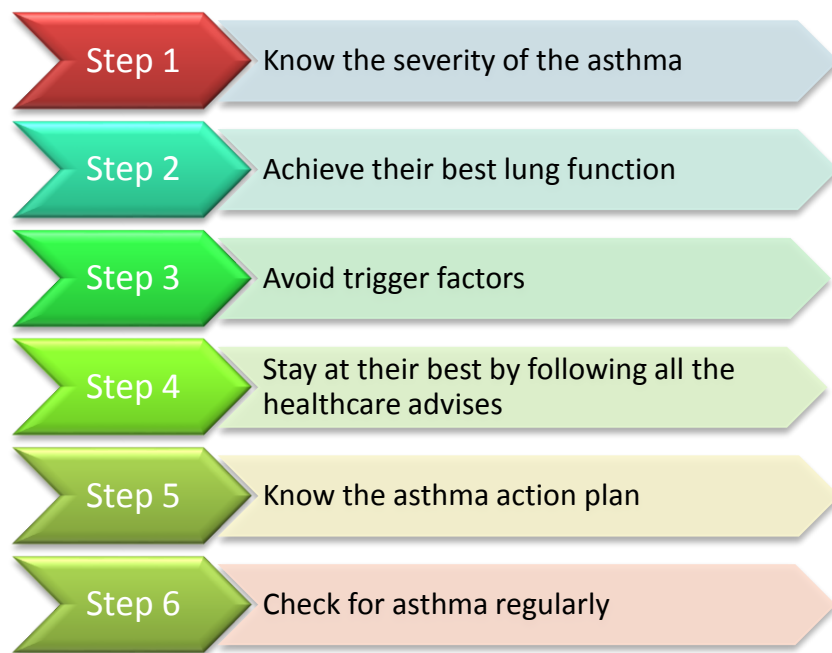 Step 1
Know the severity of the asthma
Step 2
Achieve their best lung function
Step 3
Avoid trigger factors
Step 4
Stay at their best by following all the
healthcare advises
Step 5
Know the asthma action plan
Step 6
Check for asthma regularly